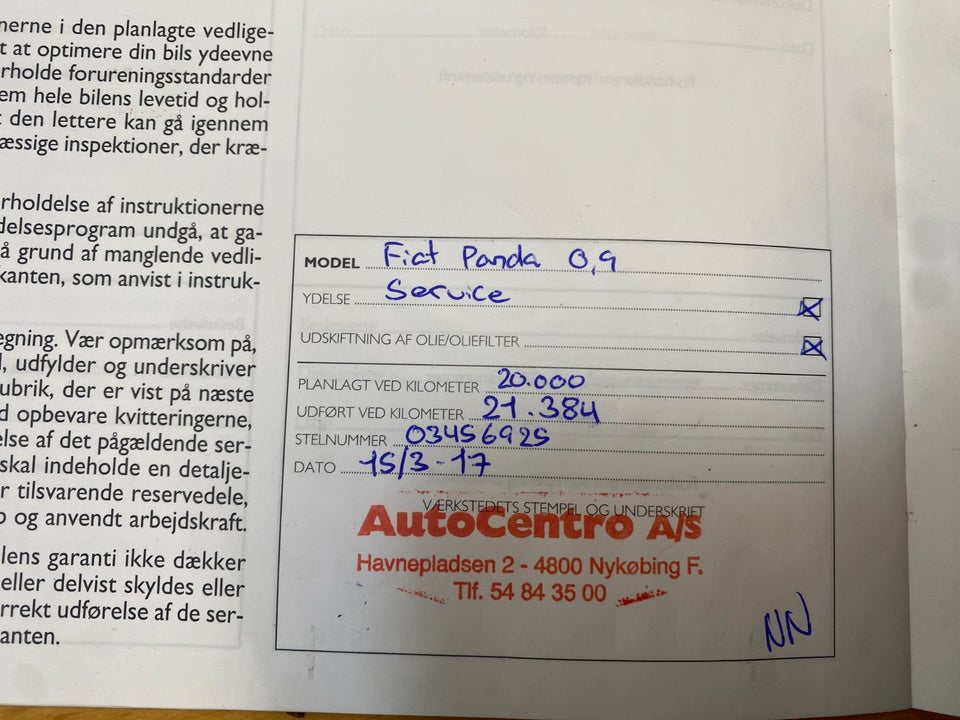 nerne i den planlagte vedlige-
t at optimere din bils ydeevne
rholde forureningsstandarder
em hele bilens levetid og hol-
den lettere kan gå igennem
æssige inspektioner, der kræ-
rholdelse af instruktionerne
delsesprogram undgå, at ga-
å grund af manglende vedli-
kanten, som anvist i instruk-
egning. Vær opmærksom på,
, udfylder og underskriver
ubrik, der er vist på næste
d opbevare kvitteringerne,
else af det pågældende ser-
skal indeholde en detalje-
r tilsvarende reservedele,
og anvendt arbejdskraft.
lens garanti ikke dækker
eller delvist skyldes eller
rrekt udførelse af de ser-
anten.
MODEL Fiat Panda 0,9
YDELSE Service
UDSKIFTNING AF OLIE/OLIEFILTER
PLANLAGT VED KILOMETER 20.000
UDFØRT VED KILOMETER 21.384
STELNUMMER 03456925
DATO 15/3-17
VÆRKSTEDETS STEMPEL OG UNDERSKRIFT
AutoCentro A/S
Havnepladsen 2 - 4800 Nykøbing F.
Tlf. 54 84 35 00
NN